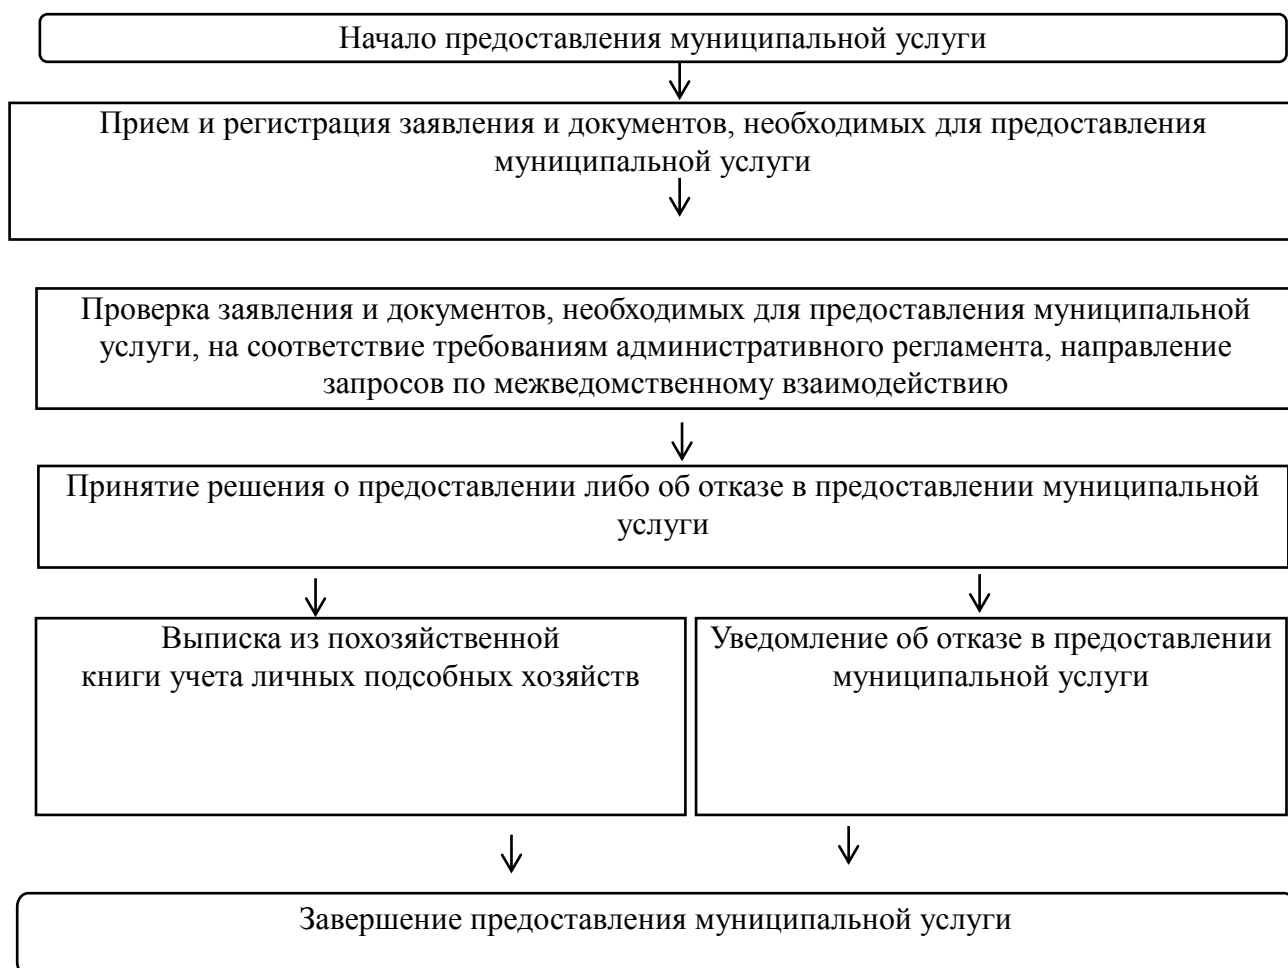 Начало предоставления муниципальной услуги
Прием и регистрация заявления и документов, необходимых для предоставления
муниципальной услуги
Проверка заявления и документов, необходимых для предоставления муниципальной
услуги, на соответствие требованиям административного регламента, направление
запросов по межведомственному взаимодействию
Принятие решения о предоставлении либо об отказе в предоставлении муниципальной
услуги
Выписка из похозяйственной
книги учета личных подсобных хозяйств
Уведомление об отказе в предоставлении
муниципальной услуги
Завершение предоставления муниципальной услуги